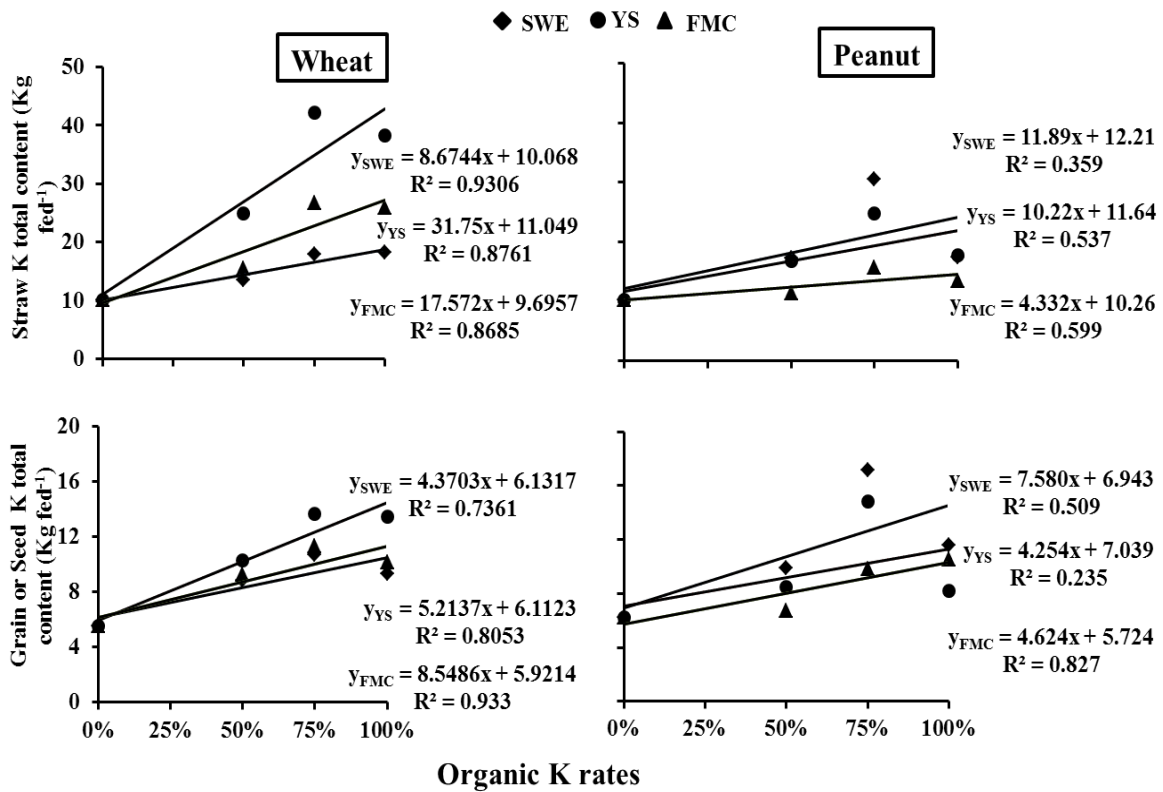 SWE YS FMC
Wheat
Peanut
Straw K total content (Kg
fed⁻¹)
50
40
30
20
10
0
ySWE = 8.6744x + 10.068
R² = 0.9306
yYS = 31.75x + 11.049
R² = 0.8761
yFMC = 17.572x + 9.6957
R² = 0.8685
ySWE = 11.89x + 12.21
R² = 0.359
yYS = 10.22x + 11.64
R² = 0.537
yFMC = 4.332x + 10.26
R² = 0.599
Grain or Seed K total
content (Kg fed⁻¹)
20
16
12
8
4
0
ySWE = 4.3703x + 6.1317
R² = 0.7361
yYS = 5.2137x + 6.1123
R² = 0.8053
yFMC = 8.5486x + 5.9214
R² = 0.933
0% 50% 75% 100%
ySWE = 7.580x + 6.943
R² = 0.509
yYS = 4.254x + 7.039
R² = 0.235
yFMC = 4.624x + 5.724
R² = 0.827
0% 50% 75% 100%
Organic K rates